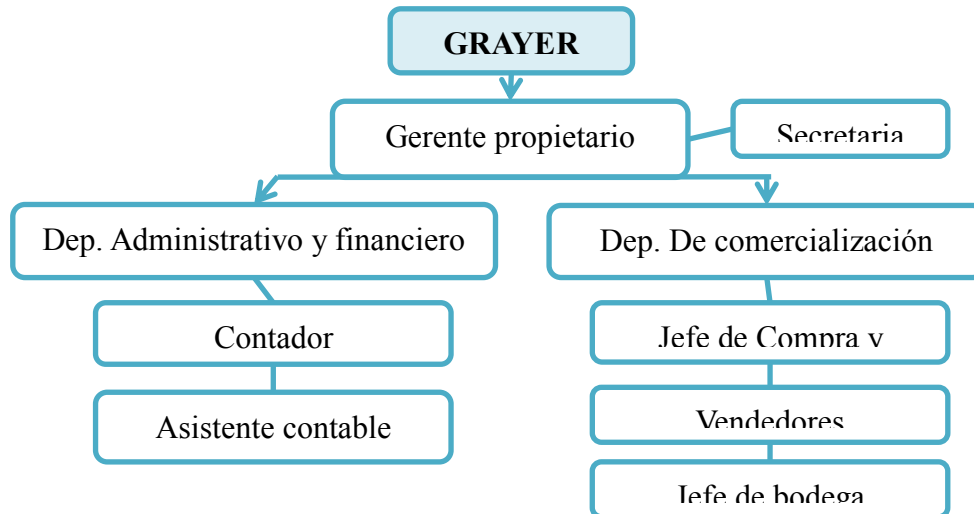 GRAYER
Gerente propietario
Secretaria
Dep. Administrativo y financiero
Dep. De comercialización
Contador
Jefe de Compra y
Asistente contable
Vendedores
Jefe de bodega